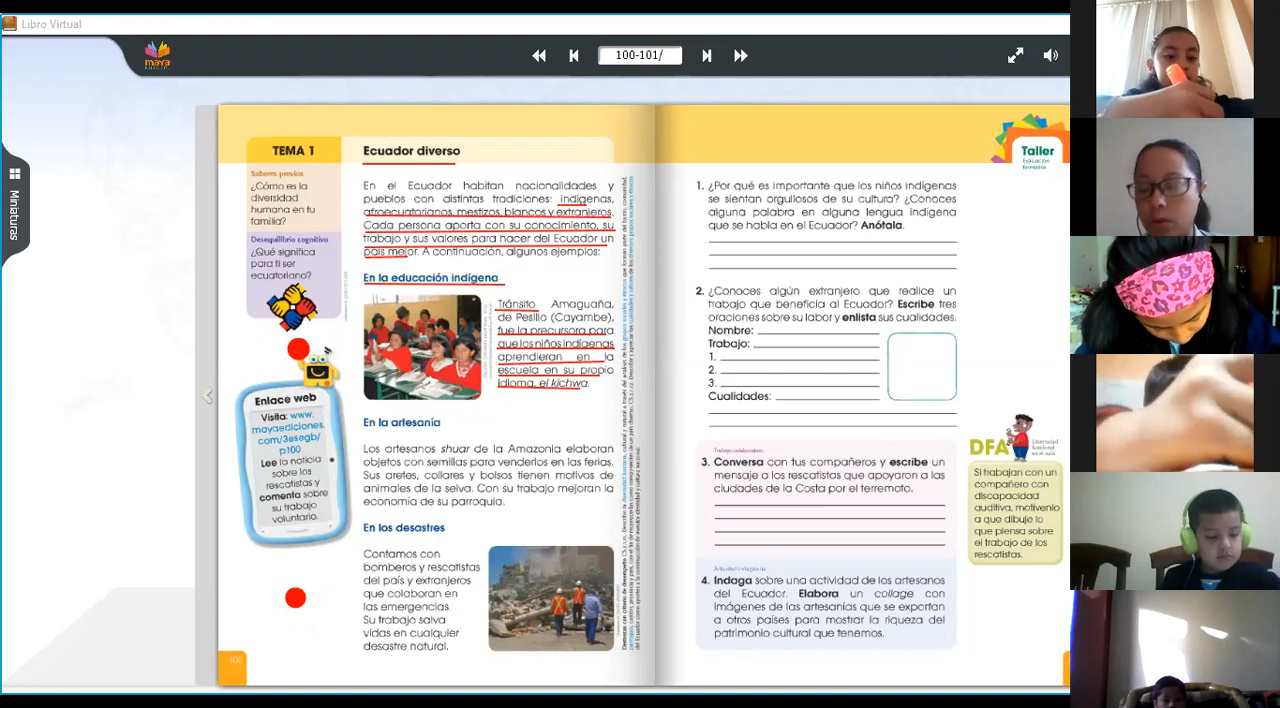 Libro Virtual
maya
100-101/
Miniaturas
TEMA 1
Ecuador diverso
Saberes previos
¿Cómo es la
diversidad
humana en tu
familia?
Desequilibrio cognitivo
¿Qué significa
para ti ser
ecuatoriano?
En el Ecuador habitan nacionalidades y
pueblos con distintas tradiciones: indígenas,
afroecuatorianos, mestizos, blancos y extranjeros.
Cada persona aporta con su conocimiento, su
trabajo y sus valores para hacer del Ecuador un
país mejor. A continuación, algunos ejemplos:
En la educación indígena
Tránsito Amaguaña,
de Pesillo (Cayambe),
fue la precursora para
que los niños indígenas
aprendieran en la
escuela en su propio
idioma, el kichwa.
Enlace web
Visita: www.
mayaediciones.
com/3esegb/
p100
Lee la noticia
sobre los
rescatistas y
comenta sobre
su trabajo
voluntario.
En la artesanía
Los artesanos shuar de la Amazonia elaboran
objetos con semillas para venderlos en las ferias.
Sus aretes, collares y bolsos tienen motivos de
animales de la selva. Con su trabajo mejoran la
economía de su parroquia.
En los desastres
Contamos con
bomberos y rescatistas
del país y extranjeros
que colaboran en
las emergencias.
Su trabajo salva
vidas en cualquier
desastre natural.
100
Taller
Evaluación
formativa
1. ¿Por qué es importante que los niños indígenas
se sientan orgullosos de su cultura? ¿Conoces
alguna palabra en alguna lengua indígena
que se habla en el Ecuador? Anótala.
2. ¿Conoces algún extranjero que realice un
trabajo que beneficia al Ecuador? Escribe tres
oraciones sobre su labor y enlista sus cualidades.
Nombre:
Trabajo:
1.
2.
3.
Cualidades:
Trabajo colaborativo
3. Conversa con tus compañeros y escribe un
mensaje a los rescatistas que apoyaron a las
ciudades de la Costa por el terremoto.
4. Indaga sobre una actividad de los artesanos
del Ecuador. Elabora un collage con
imágenes de las artesanías que se exportan
a otros países para mostrar la riqueza del
patrimonio cultural que tenemos.
DFA
Diversidad
funcional
en el aula
Si trabajan con un
compañero con
discapacidad
auditiva, motívenlo
a que dibuje lo
que piensa sobre
el trabajo de los
rescatistas.